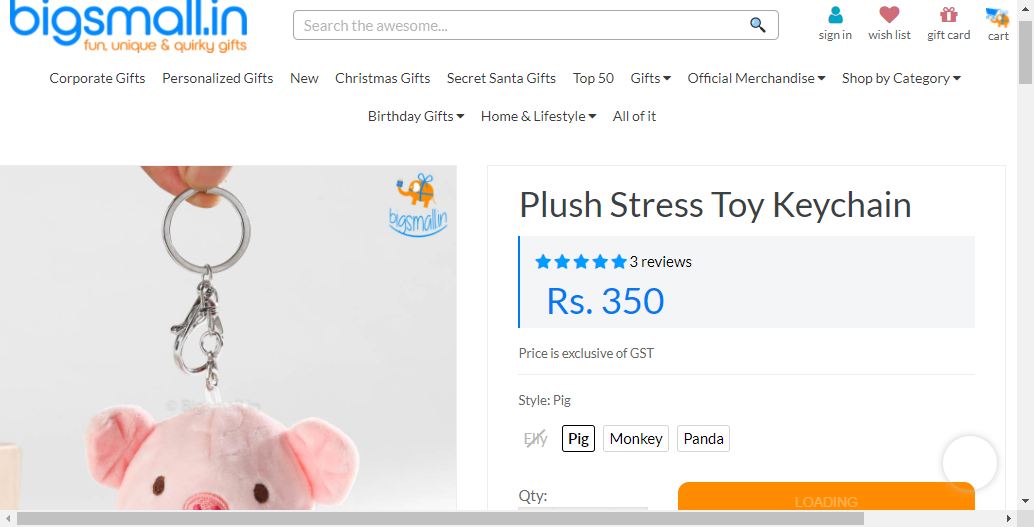 bigsmall.in
fun, unique & quirky gifts
Search the awesome...
sign in
wish list
gift card
cart
Corporate Gifts Personalized Gifts New Christmas Gifts Secret Santa Gifts Top 50 Gifts Official Merchandise Shop by Category
Birthday Gifts Home & Lifestyle All of it
bigsmall.in
Plush Stress Toy Keychain
3 reviews
Rs. 350
Price is exclusive of GST
Style: Pig
Elly Pig Monkey Panda
Qty:
LOADING